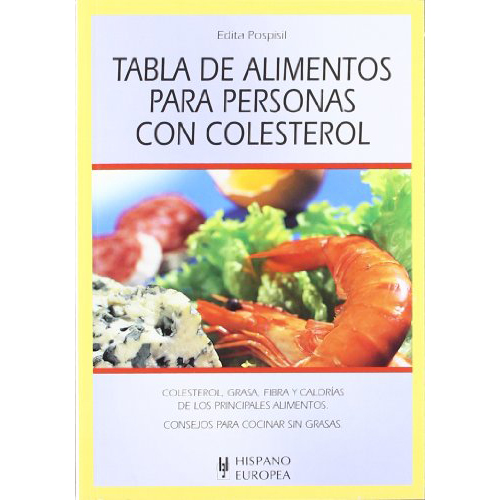 Edita Pospisil
TABLA DE ALIMENTOS
PARA PERSONAS
CON COLESTEROL
COLESTEROL, GRASA, FIBRA Y CALORÍAS
DE LOS PRINCIPALES ALIMENTOS.
CONSEJOS PARA COCINAR SIN GRASAS.
HISPANO
EUROPEA